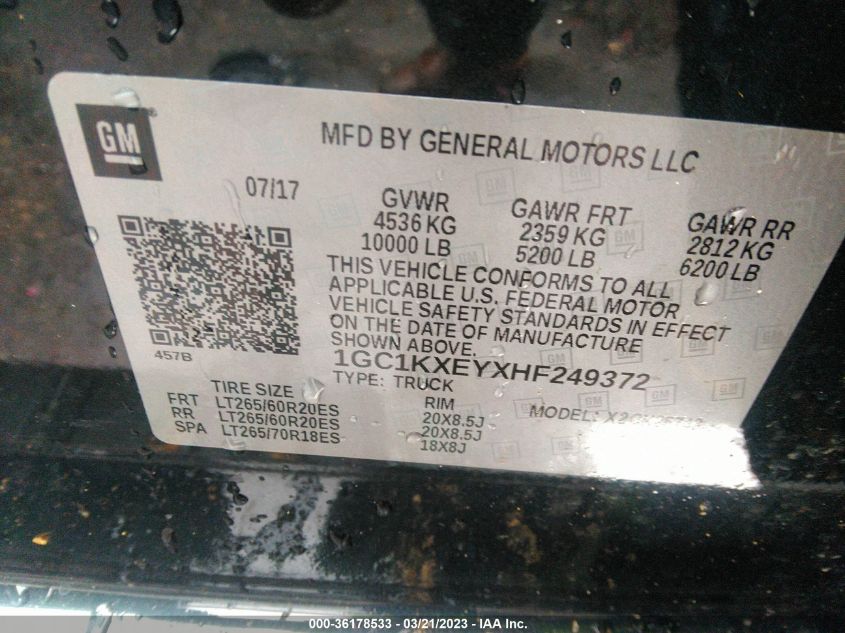 GM
MFD BY GENERAL MOTORS LLC
07/17
GVWR
4536 KG
10000 LB
GAWR FRT
2359 KG
5200 LB
GAWR RR
2812 KG
6200 LB
THIS VEHICLE CONFORMS TO ALL
APPLICABLE U.S. FEDERAL MOTOR
VEHICLE SAFETY STANDARDS IN EFFECT
ON THE DATE OF MANUFACTURE
SHOWN ABOVE.
457B
1GC1KXEYXHF249372
TYPE: TRUCK
TIRE SIZE RIM
FRT LT265/60R20ES 20X8.5J
RR LT265/60R20ES 20X8.5J
SPA LT265/70R18ES 18X8J
MODEL:
000-36178533 - 03/21/2023 - IAA Inc.